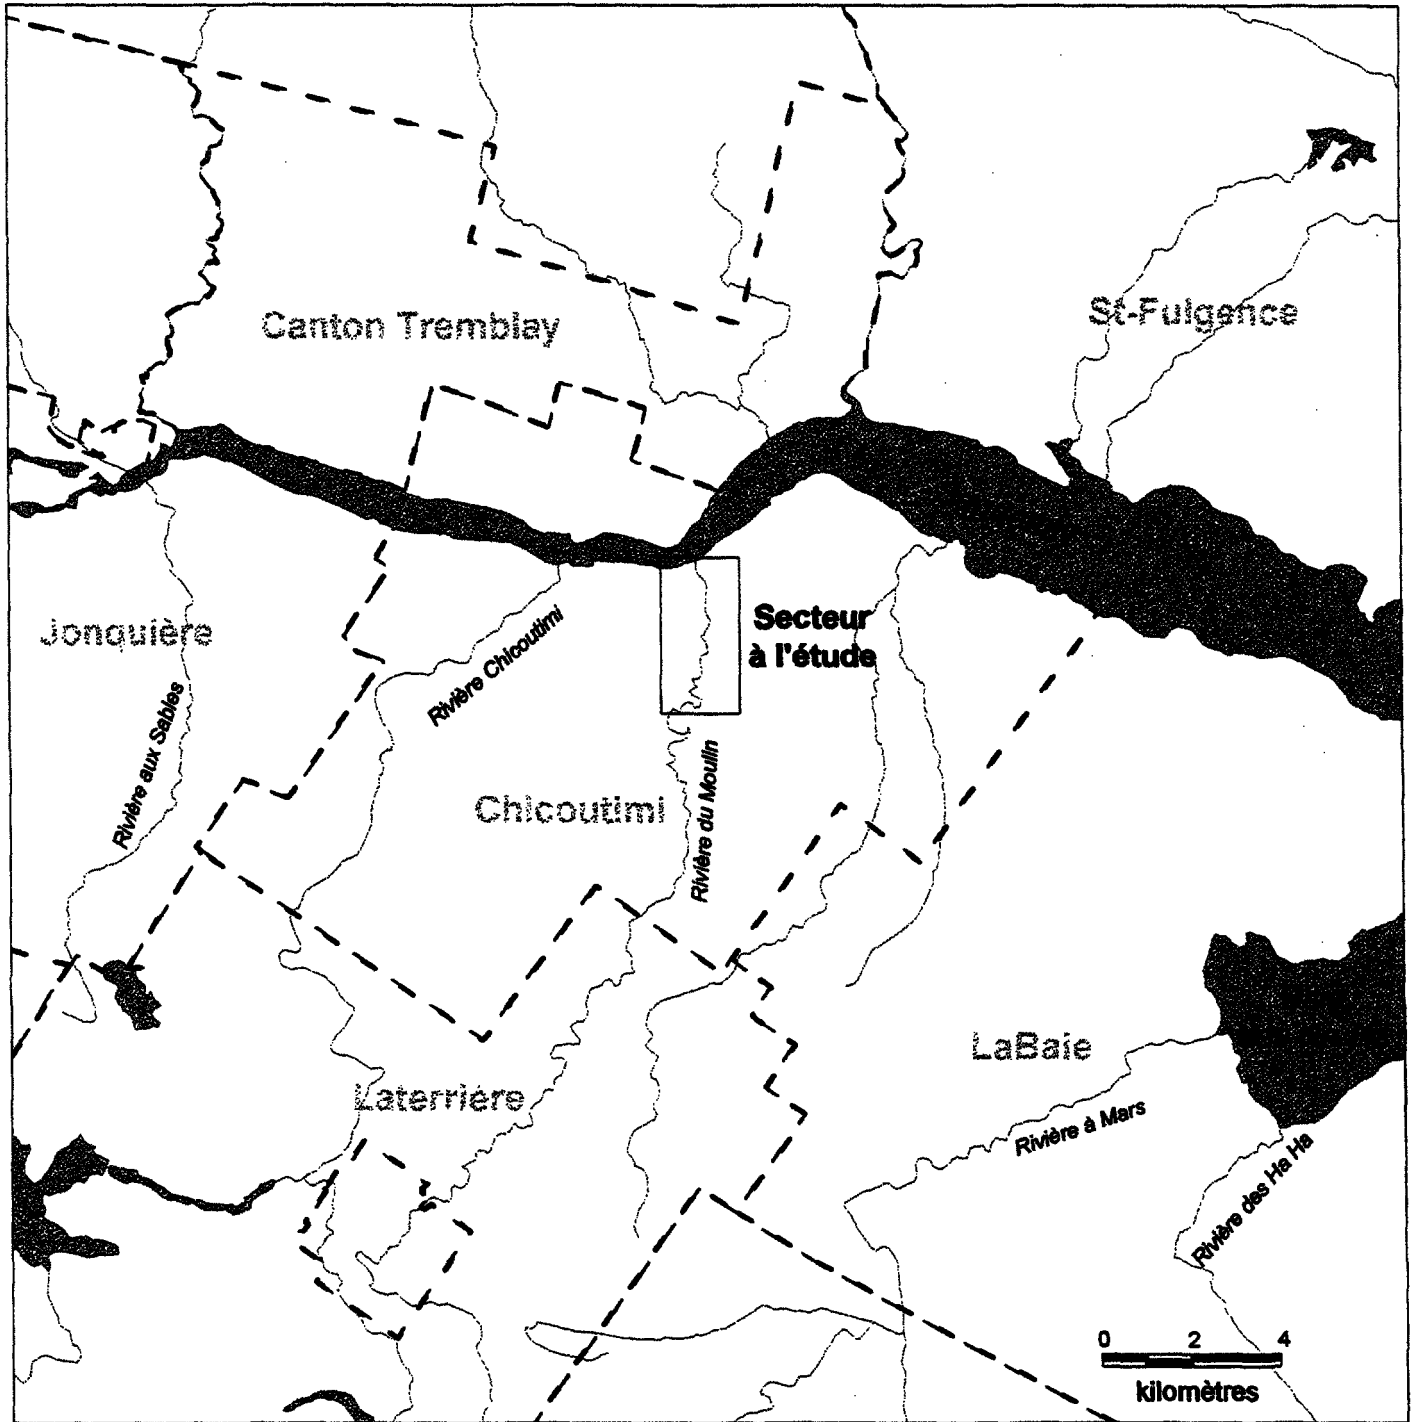 Canton Tremblay
St-Fulgence
Jonquière
Secteur
à l'étude
Rivière Chicoutimi
Rivière aux Sables
Chicoutimi
Rivière du Moulin
LaBaie
Laterrière
Rivière à Mars
Rivière des Ha Ha
0 2 4
kilomètres